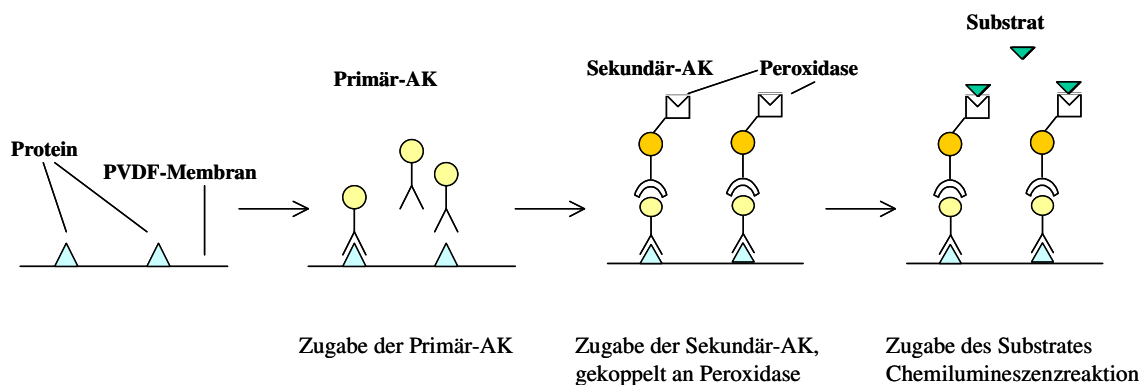 Substrat
Primär-AK
Sekundär-AK
Peroxidase
Protein
PVDF-Membran
Zugabe der Primär-AK
Zugabe der Sekundär-AK,
gekoppelt an Peroxidase
Zugabe des Substrates
Chemilumineszenzreaktion